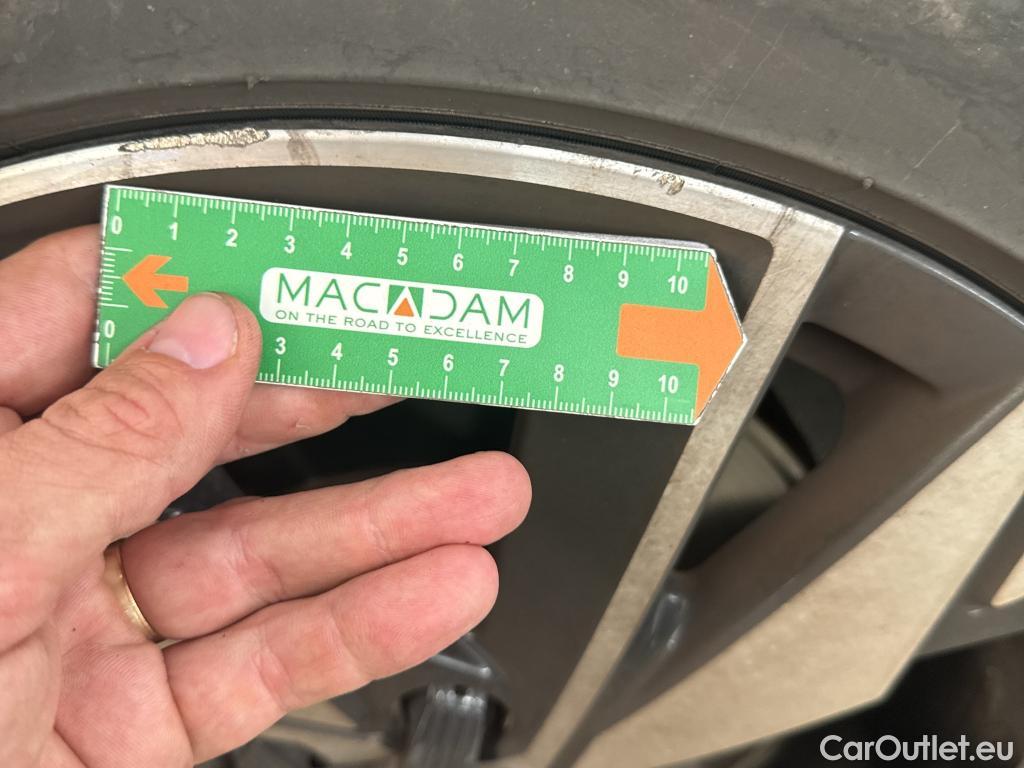 0 1 2 3 4 5 6 7 8 9 10
MACADAM
ON THE ROAD TO EXCELLENCE
0 3 4 5 6 7 8 9 10
CarOutlet.eu